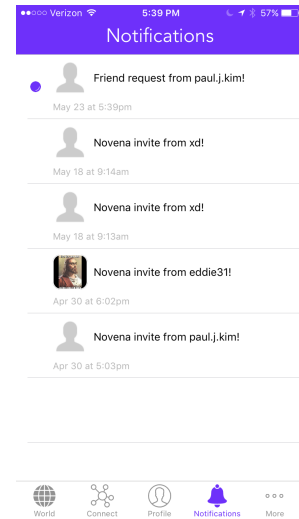 Verizon 5:39 PM 57%
Notifications
Friend request from paul.j.kim!
May 23 at 5:39pm
Novena invite from xd!
May 18 at 9:14am
Novena invite from xd!
May 18 at 9:13am
Novena invite from eddie31!
Apr 30 at 6:02pm
Novena invite from paul.j.kim!
Apr 30 at 5:03pm
World Connect Profile Notifications More